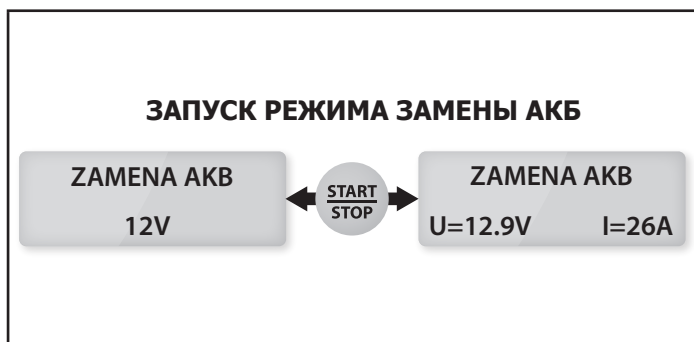 ЗАПУСК РЕЖИМА ЗАМЕНЫ АКБ
ZAMENA AKB
12V
START
STOP
ZAMENA AKB
U=12.9V I=26A